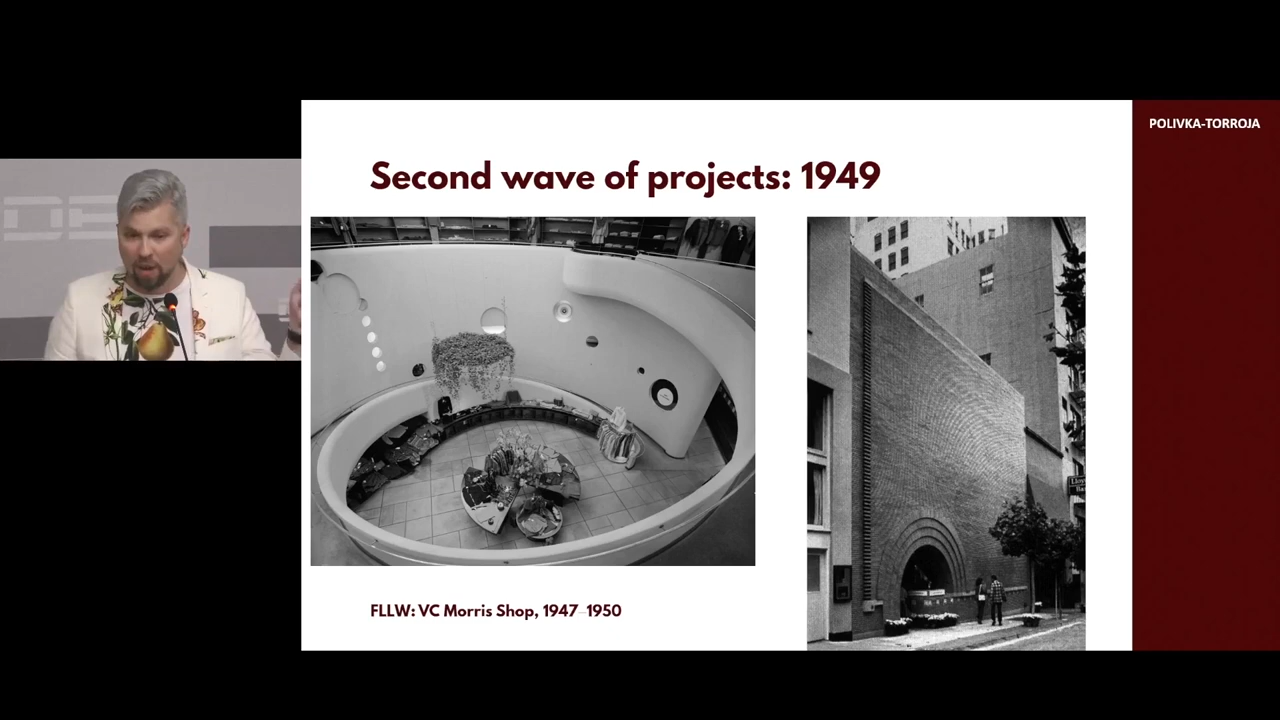 POLIVKA-TORROJA
Second wave of projects: 1949
FLLW: VC Morris Shop, 1947–1950